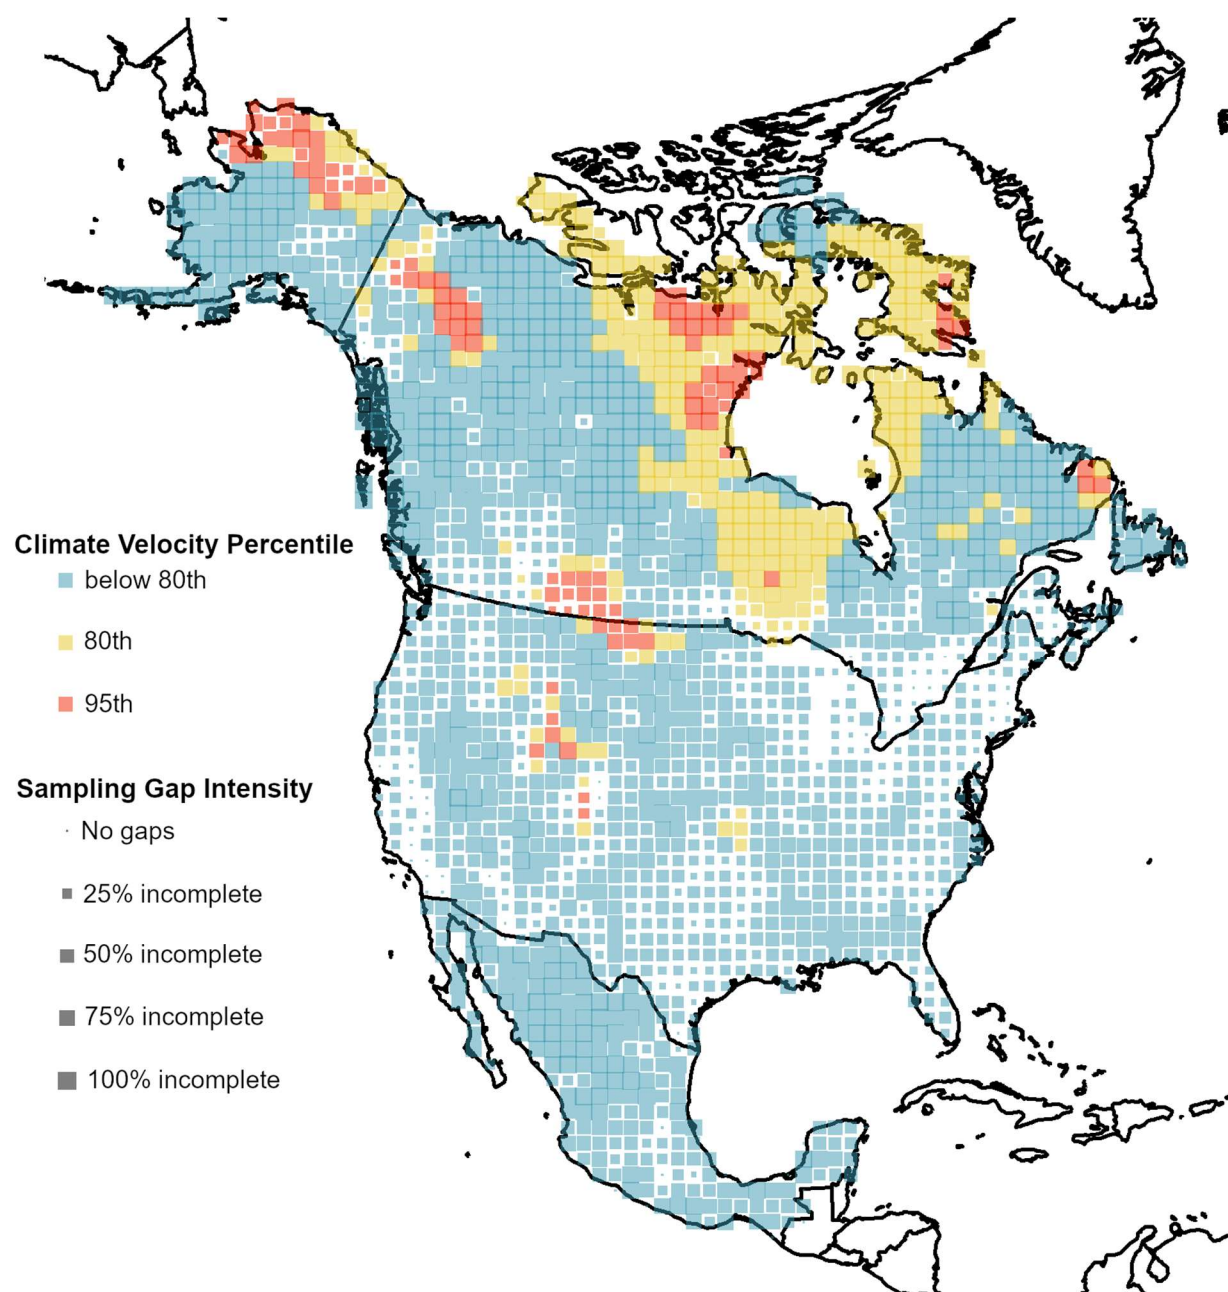 Climate Velocity Percentile
below 80th
80th
95th
Sampling Gap Intensity
No gaps
25% incomplete
50% incomplete
75% incomplete
100% incomplete